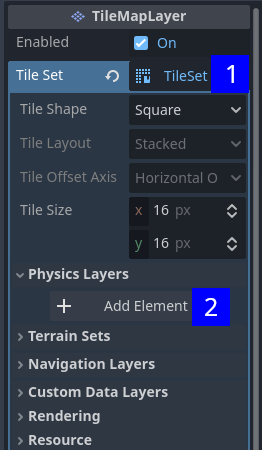 TileMapLayer
Enabled On
Tile Set TileSet 1
Tile Shape Square
Tile Layout Stacked
Tile Offset Axis Horizontal O
Tile Size x 16 px
y 16 px
Physics Layers
+ Add Element 2
Terrain Sets
Navigation Layers
Custom Data Layers
Rendering
Resource